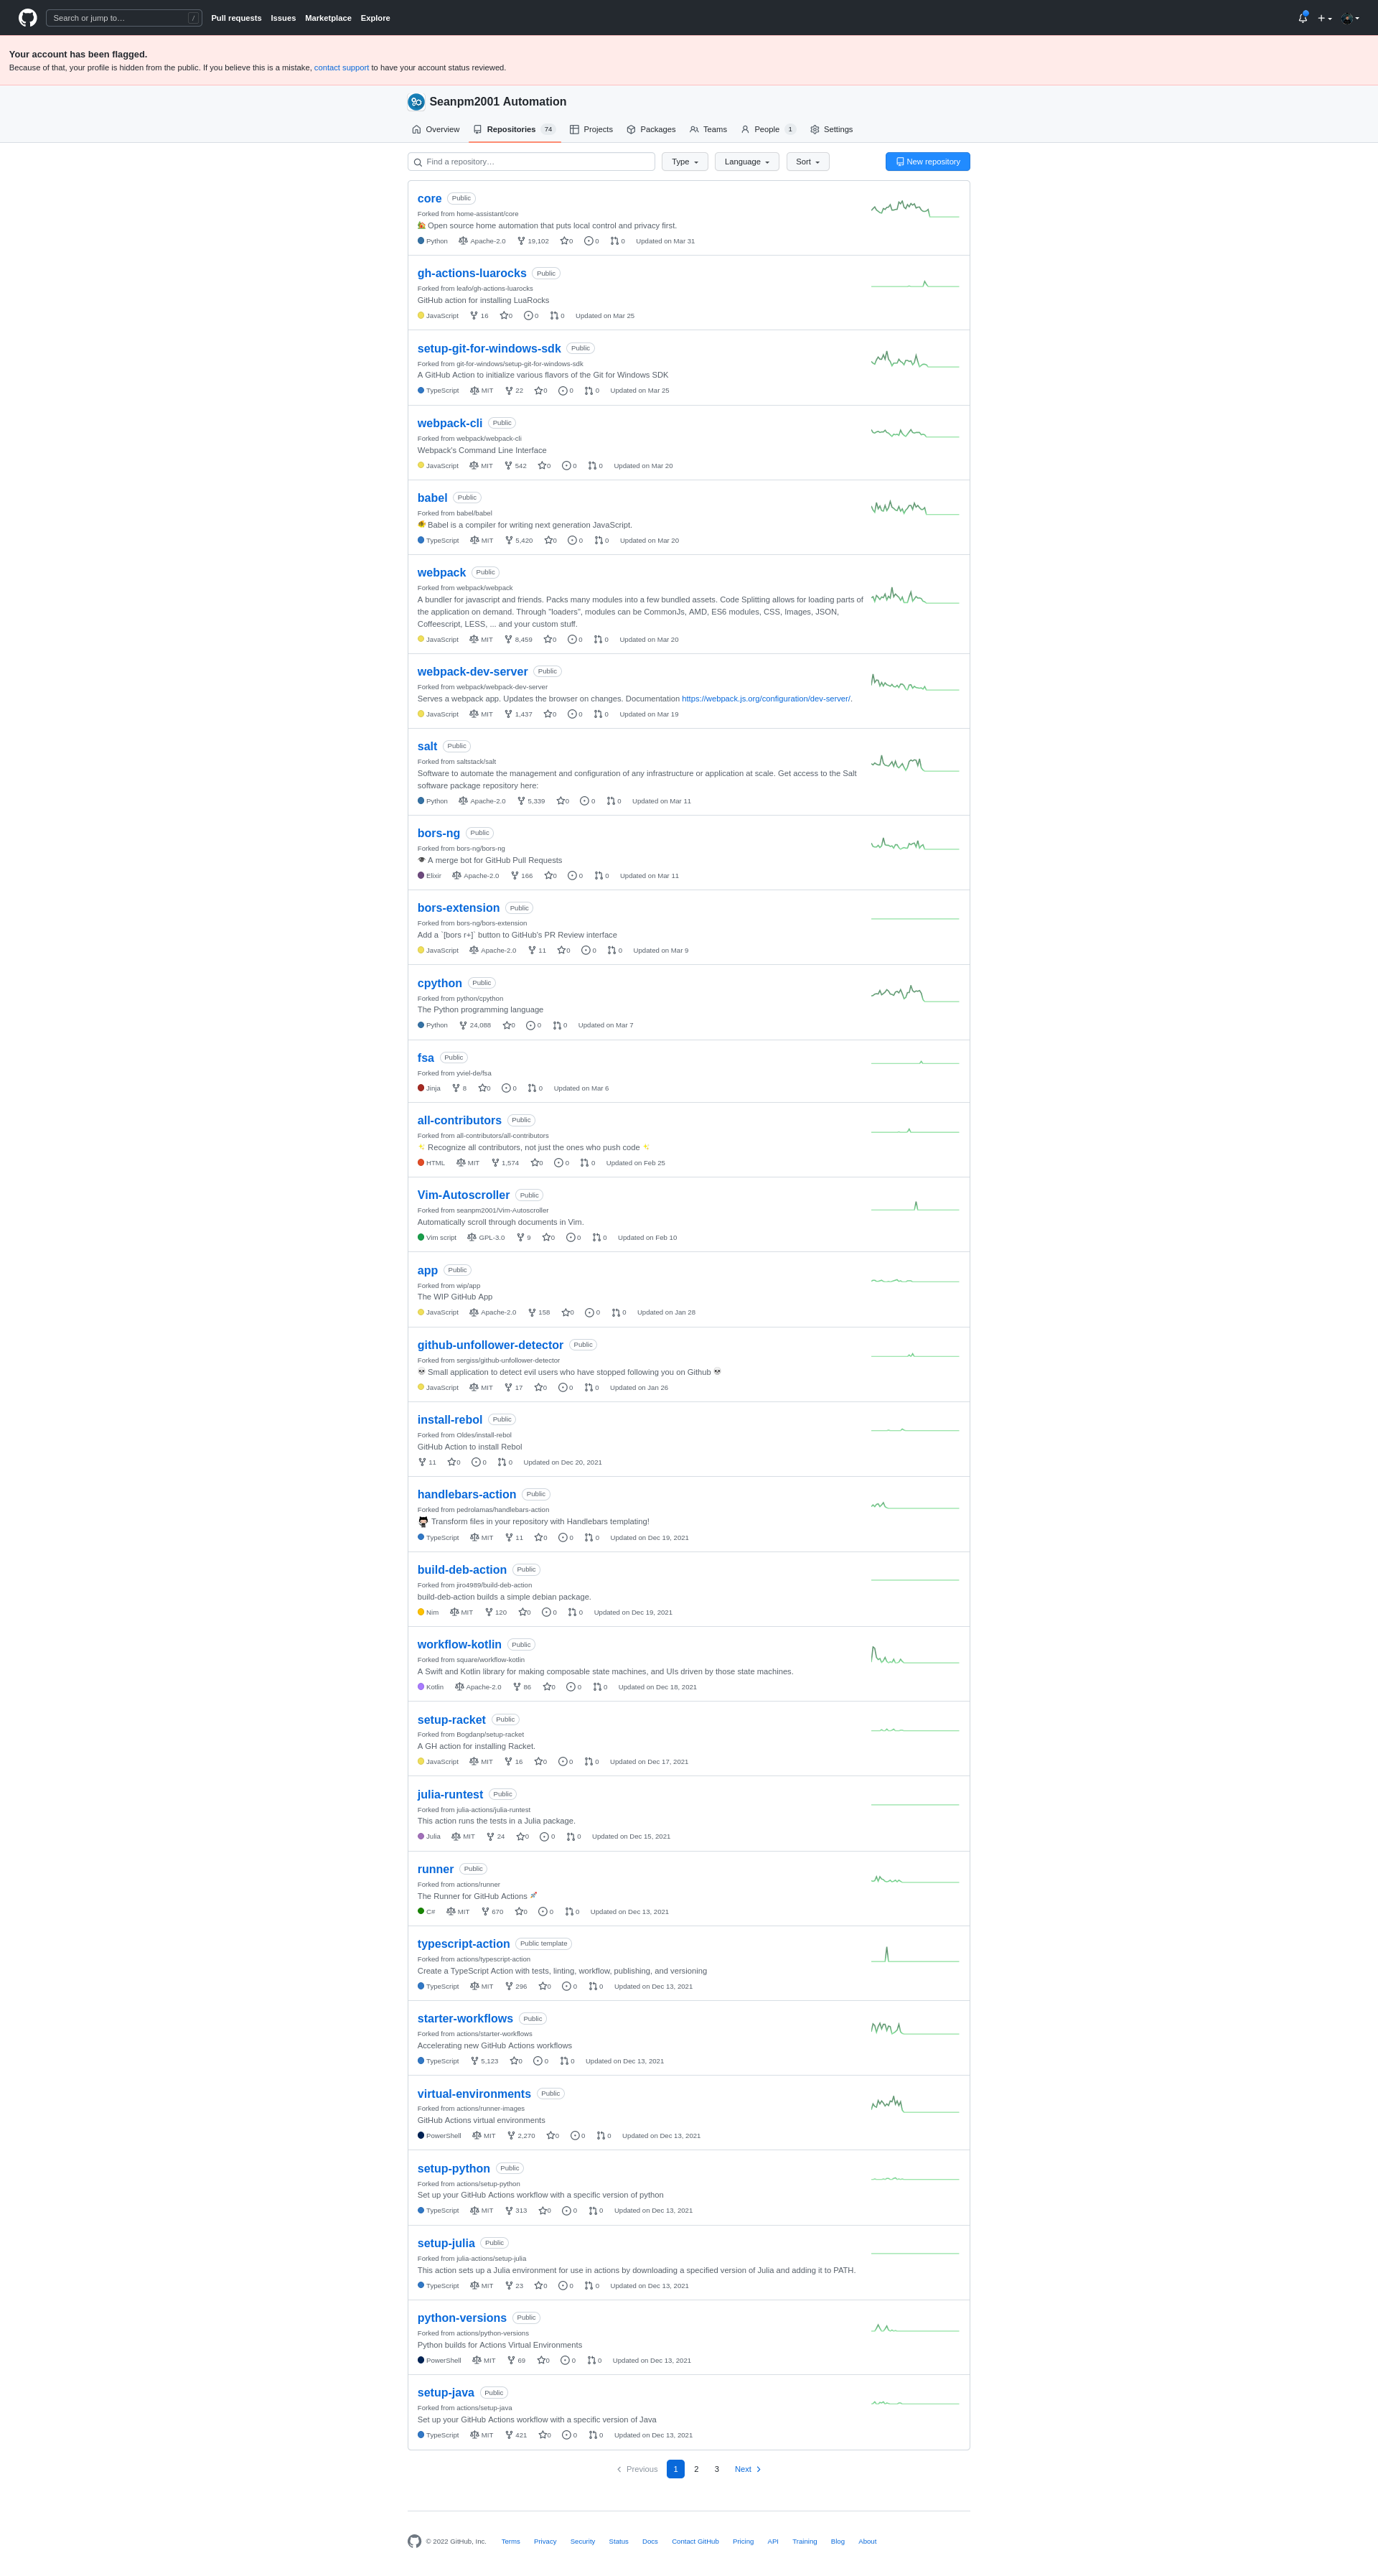 Search or jump to…
/
Pull requests Issues Marketplace Explore
Your account has been flagged.
Because of that, your profile is hidden from the public. If you believe this is a mistake, contact support to have your account status reviewed.
Seanpm2001 Automation
Overview Repositories 74 Projects Packages Teams People 1 Settings
Find a repository… Type Language Sort New repository
core Public
Forked from home-assistant/core
Open source home automation that puts local control and privacy first.
Python Apache-2.0 19,102 0 0 0 Updated on Mar 31
gh-actions-luarocks Public
Forked from leafo/gh-actions-luarocks
GitHub action for installing LuaRocks
JavaScript 16 0 0 0 Updated on Mar 25
setup-git-for-windows-sdk Public
Forked from git-for-windows/setup-git-for-windows-sdk
A GitHub Action to initialize various flavors of the Git for Windows SDK
TypeScript MIT 22 0 0 0 Updated on Mar 25
webpack-cli Public
Forked from webpack/webpack-cli
Webpack's Command Line Interface
JavaScript MIT 542 0 0 0 Updated on Mar 20
babel Public
Forked from babel/babel
Babel is a compiler for writing next generation JavaScript.
TypeScript MIT 5,420 0 0 0 Updated on Mar 20
webpack Public
Forked from webpack/webpack
A bundler for javascript and friends. Packs many modules into a few bundled assets. Code Splitting allows for loading parts of
the application on demand. Through "loaders", modules can be CommonJs, AMD, ES6 modules, CSS, Images, JSON,
Coffeescript, LESS, ... and your custom stuff.
JavaScript MIT 8,459 0 0 0 Updated on Mar 20
webpack-dev-server Public
Forked from webpack/webpack-dev-server
Serves a webpack app. Updates the browser on changes. Documentation https://webpack.js.org/configuration/dev-server/.
JavaScript MIT 1,437 0 0 0 Updated on Mar 19
salt Public
Forked from saltstack/salt
Software to automate the management and configuration of any infrastructure or application at scale. Get access to the Salt
software package repository here:
Python Apache-2.0 5,339 0 0 0 Updated on Mar 11
bors-ng Public
Forked from bors-ng/bors-ng
A merge bot for GitHub Pull Requests
Elixir Apache-2.0 166 0 0 0 Updated on Mar 11
bors-extension Public
Forked from bors-ng/bors-extension
Add a `[bors r+]` button to GitHub's PR Review interface
JavaScript Apache-2.0 11 0 0 0 Updated on Mar 9
cpython Public
Forked from python/cpython
The Python programming language
Python 24,088 0 0 0 Updated on Mar 7
fsa Public
Forked from yviel-de/fsa
Jinja 8 0 0 0 Updated on Mar 6
all-contributors Public
Forked from all-contributors/all-contributors
Recognize all contributors, not just the ones who push code
HTML MIT 1,574 0 0 0 Updated on Feb 25
Vim-Autoscroller Public
Forked from seanpm2001/Vim-Autoscroller
Automatically scroll through documents in Vim.
Vim script GPL-3.0 9 0 0 0 Updated on Feb 10
app Public
Forked from wip/app
The WIP GitHub App
JavaScript Apache-2.0 158 0 0 0 Updated on Jan 28
github-unfollower-detector Public
Forked from sergiss/github-unfollower-detector
Small application to detect evil users who have stopped following you on Github
JavaScript MIT 17 0 0 0 Updated on Jan 26
install-rebol Public
Forked from Oldes/install-rebol
GitHub Action to install Rebol
11 0 0 0 Updated on Dec 20, 2021
handlebars-action Public
Forked from pedrolamas/handlebars-action
Transform files in your repository with Handlebars templating!
TypeScript MIT 11 0 0 0 Updated on Dec 19, 2021
build-deb-action Public
Forked from jiro4989/build-deb-action
build-deb-action builds a simple debian package.
Nim MIT 120 0 0 0 Updated on Dec 19, 2021
workflow-kotlin Public
Forked from square/workflow-kotlin
A Swift and Kotlin library for making composable state machines, and UIs driven by those state machines.
Kotlin Apache-2.0 86 0 0 0 Updated on Dec 18, 2021
setup-racket Public
Forked from Bogdanp/setup-racket
A GH action for installing Racket.
JavaScript MIT 16 0 0 0 Updated on Dec 17, 2021
julia-runtest Public
Forked from julia-actions/julia-runtest
This action runs the tests in a Julia package.
Julia MIT 24 0 0 0 Updated on Dec 15, 2021
runner Public
Forked from actions/runner
The Runner for GitHub Actions
C# MIT 670 0 0 0 Updated on Dec 13, 2021
typescript-action Public template
Forked from actions/typescript-action
Create a TypeScript Action with tests, linting, workflow, publishing, and versioning
TypeScript MIT 296 0 0 0 Updated on Dec 13, 2021
starter-workflows Public
Forked from actions/starter-workflows
Accelerating new GitHub Actions workflows
TypeScript 5,123 0 0 0 Updated on Dec 13, 2021
virtual-environments Public
Forked from actions/runner-images
GitHub Actions virtual environments
PowerShell MIT 2,270 0 0 0 Updated on Dec 13, 2021
setup-python Public
Forked from actions/setup-python
Set up your GitHub Actions workflow with a specific version of python
TypeScript MIT 313 0 0 0 Updated on Dec 13, 2021
setup-julia Public
Forked from julia-actions/setup-julia
This action sets up a Julia environment for use in actions by downloading a specified version of Julia and adding it to PATH.
TypeScript MIT 23 0 0 0 Updated on Dec 13, 2021
python-versions Public
Forked from actions/python-versions
Python builds for Actions Virtual Environments
PowerShell MIT 69 0 0 0 Updated on Dec 13, 2021
setup-java Public
Forked from actions/setup-java
Set up your GitHub Actions workflow with a specific version of Java
TypeScript MIT 421 0 0 0 Updated on Dec 13, 2021
Previous 1 2 3 Next
© 2022 GitHub, Inc. Terms Privacy Security Status Docs Contact GitHub Pricing API Training Blog About